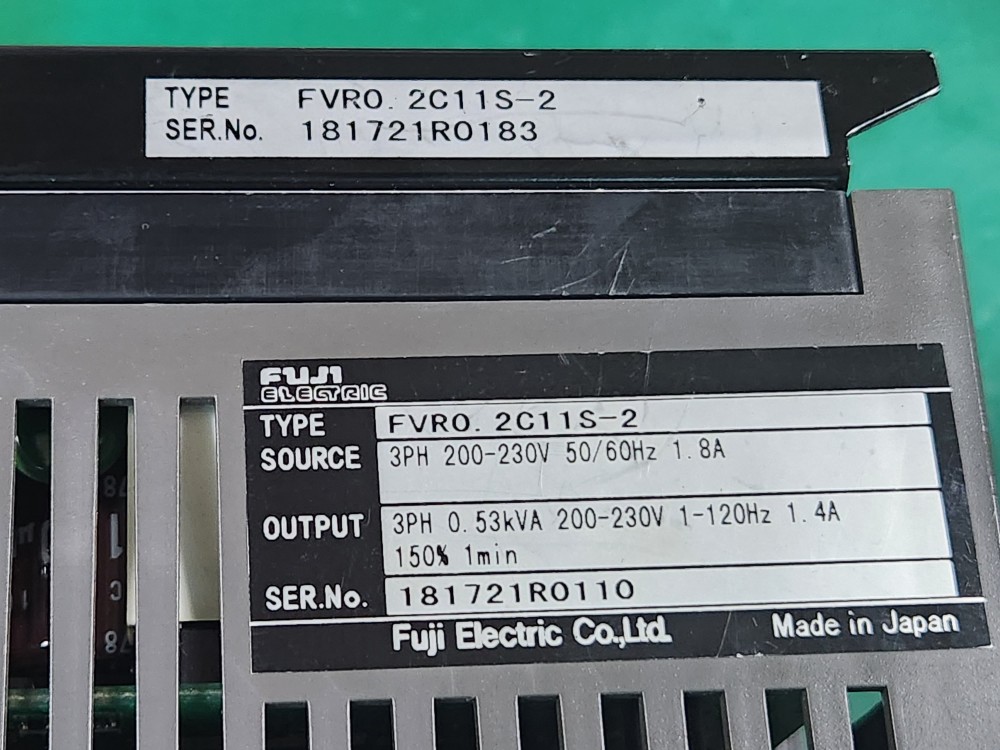 TYPE FVR0. 2C11S-2
SER.No. 181721R0183
FUJI
ELECTRIC
TYPE FVR0. 2C11S-2
SOURCE 3PH 200-230V 50/60Hz 1.8A
OUTPUT 3PH 0.53kVA 200-230V 1-120Hz 1.4A
150% 1min
SER.No. 181721R0110
Fuji Electric Co.,Ltd.
Made in Japan